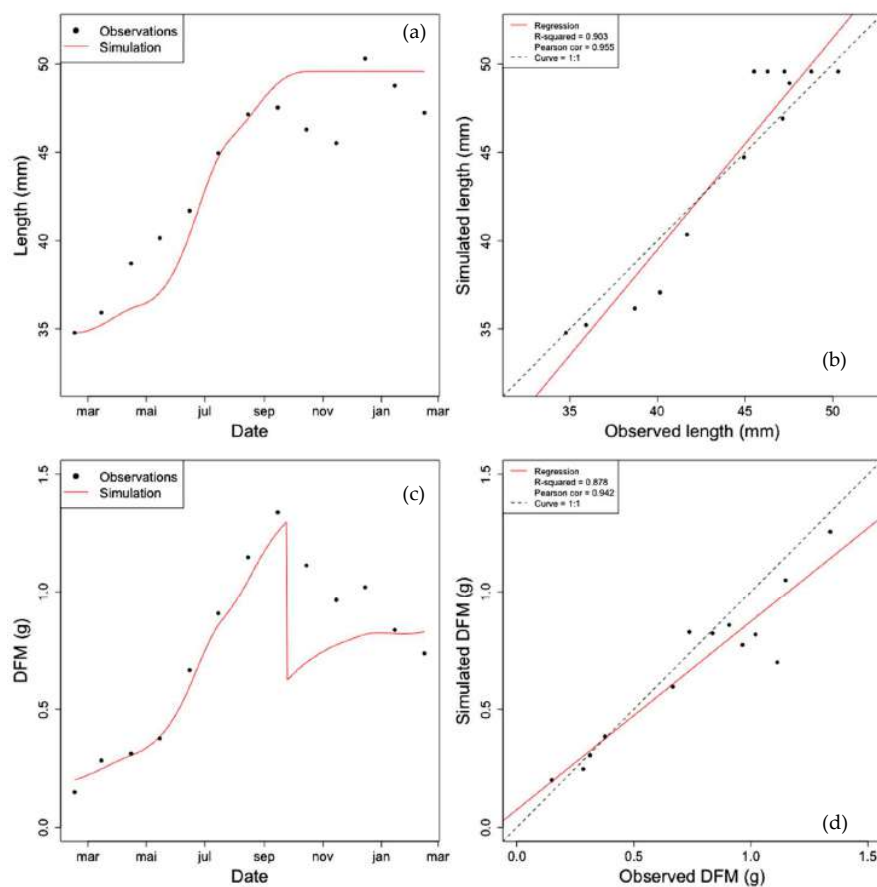 Observations
Simulation
(a)
50
45
40
35
Length (mm)
mar mai jul sep nov jan mar
Date
Regression
R-squared = 0.903
Pearson cor = 0.955
Curve = 1:1
50
45
40
35
Simulated length (mm)
(b)
35 40 45 50
Observed length (mm)
Observations
Simulation
(c)
1.5
1.0
0.5
0.0
DFM (g)
mar mai jul sep nov jan mar
Date
Regression
R-squared = 0.878
Pearson cor = 0.942
Curve = 1:1
1.5
1.0
0.5
0.0
Simulated DFM (g)
(d)
0.0 0.5 1.0 1.5
Observed DFM (g)